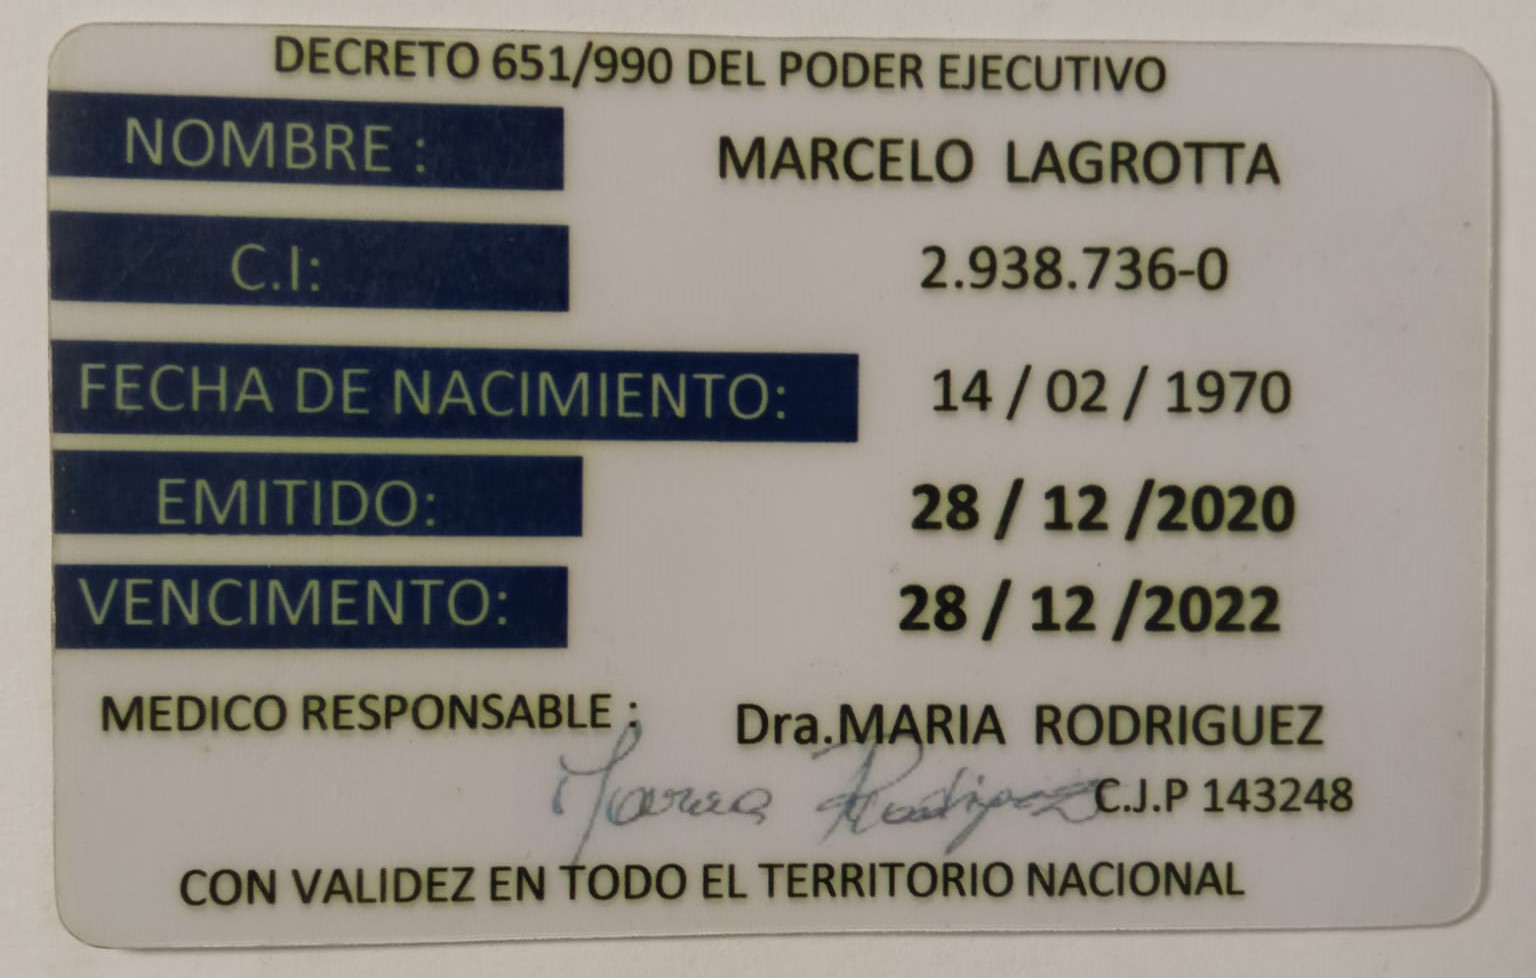 DECRETO 651/990 DEL PODER EJECUTIVO
NOMBRE : MARCELO LAGROTTA
C.I: 2.938.736-0
FECHA DE NACIMIENTO: 14 / 02 / 1970
EMITIDO: 28 / 12 /2020
VENCIMENTO: 28 / 12 /2022
MEDICO RESPONSABLE : Dra.MARIA RODRIGUEZ
Maria Rodriguez C.J.P 143248
CON VALIDEZ EN TODO EL TERRITORIO NACIONAL